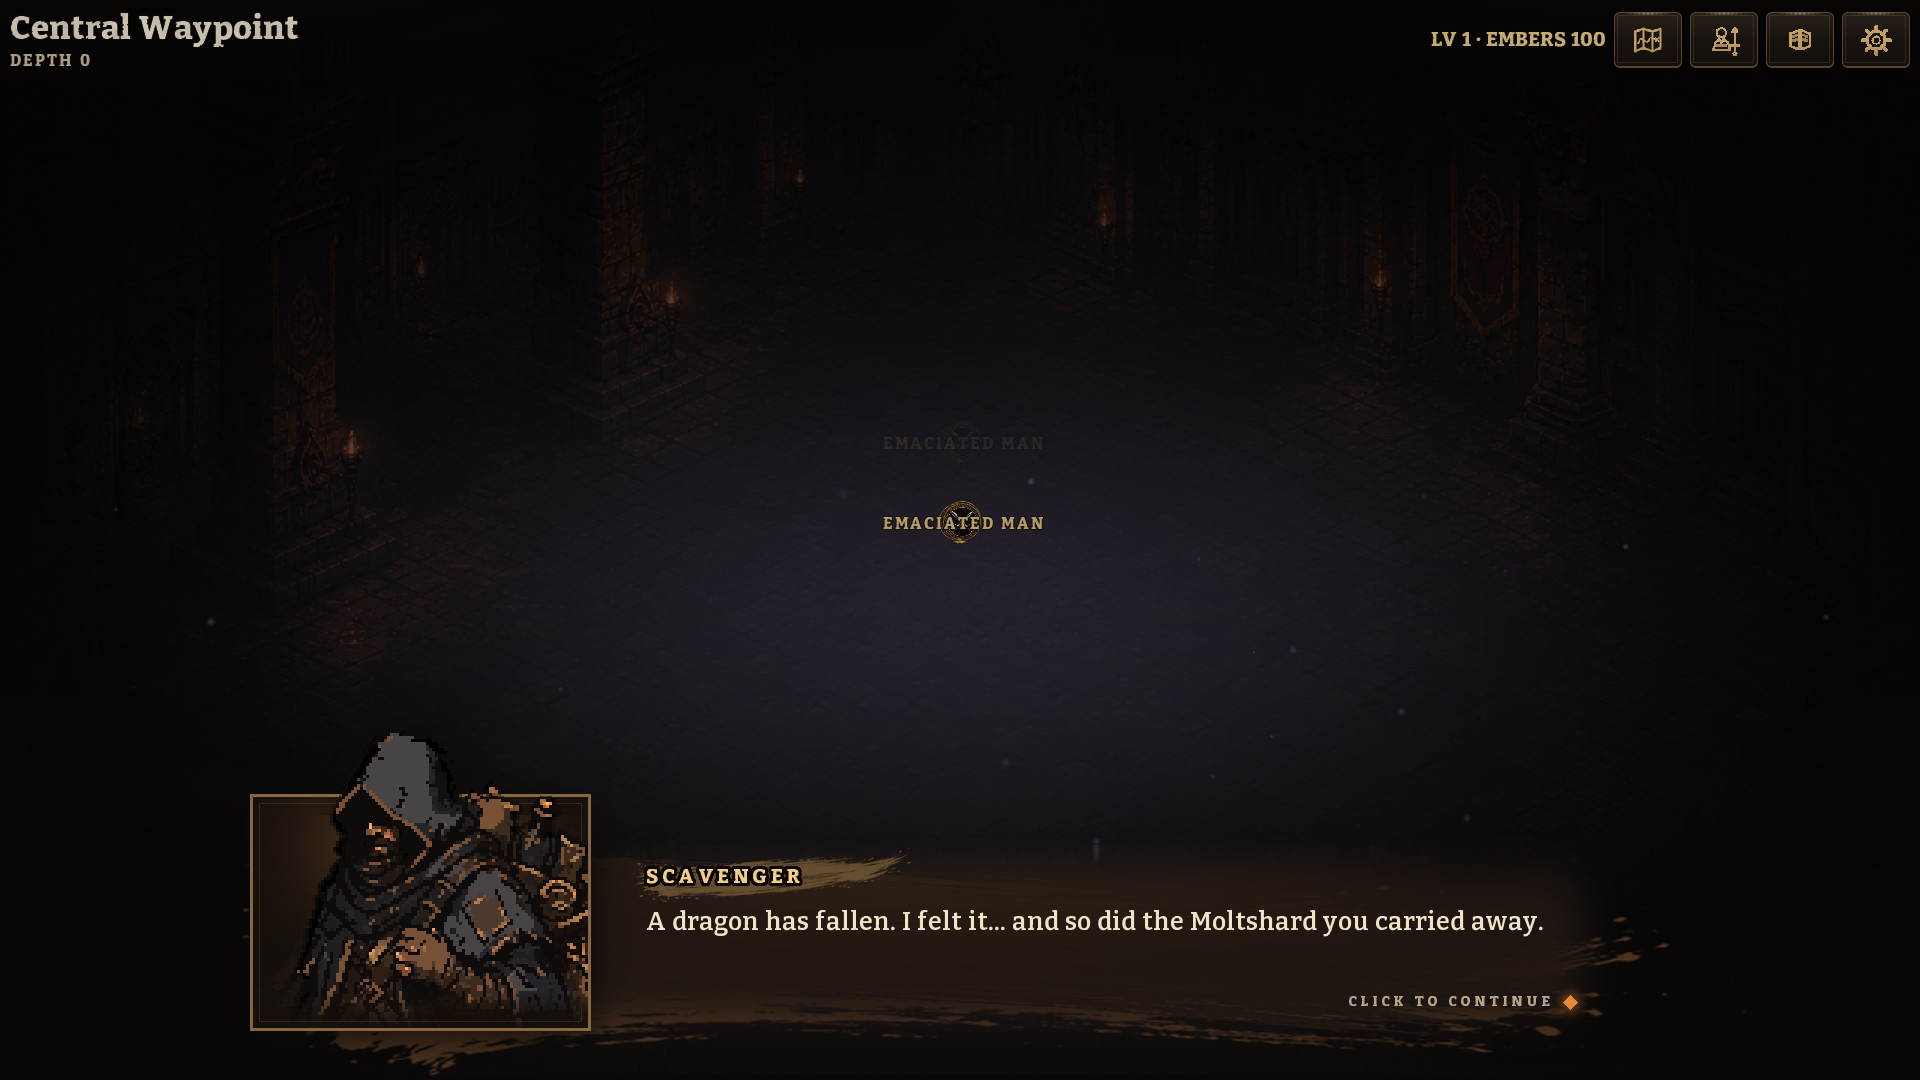 Central Waypoint
DEPTH 0
LV 1 · EMBERS 100
EMACIATED MAN
EMACIATED MAN
SCAVENGER
A dragon has fallen. I felt it... and so did the Moltshard you carried away.
CLICK TO CONTINUE